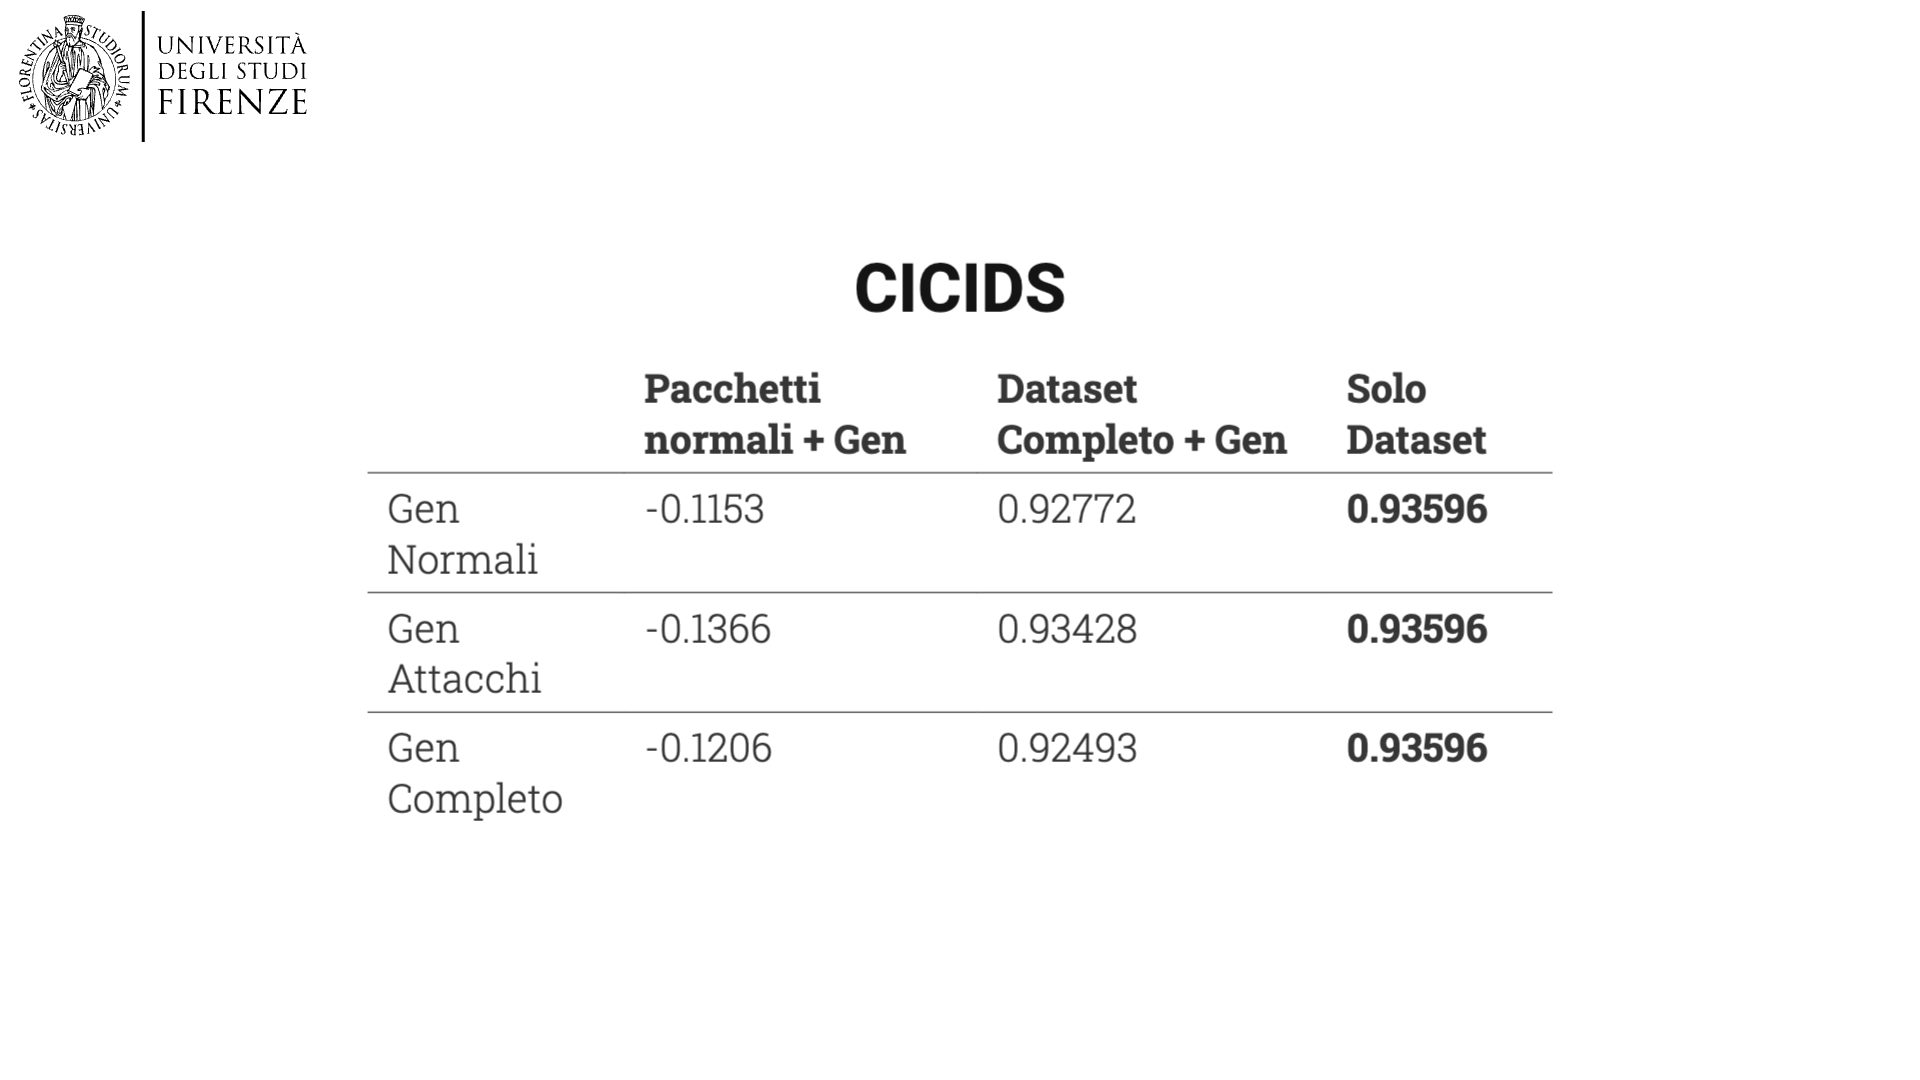 FLORENTINA STUDIORUM UNIVERSITAS
UNIVERSITÀ
DEGLI STUDI
FIRENZE
CICIDS
Pacchetti normali + Gen
Dataset Completo + Gen
Solo Dataset
Gen Normali
-0.1153 0.92772 0.93596
Gen Attacchi
-0.1366 0.93428 0.93596
Gen Completo
-0.1206 0.92493 0.93596